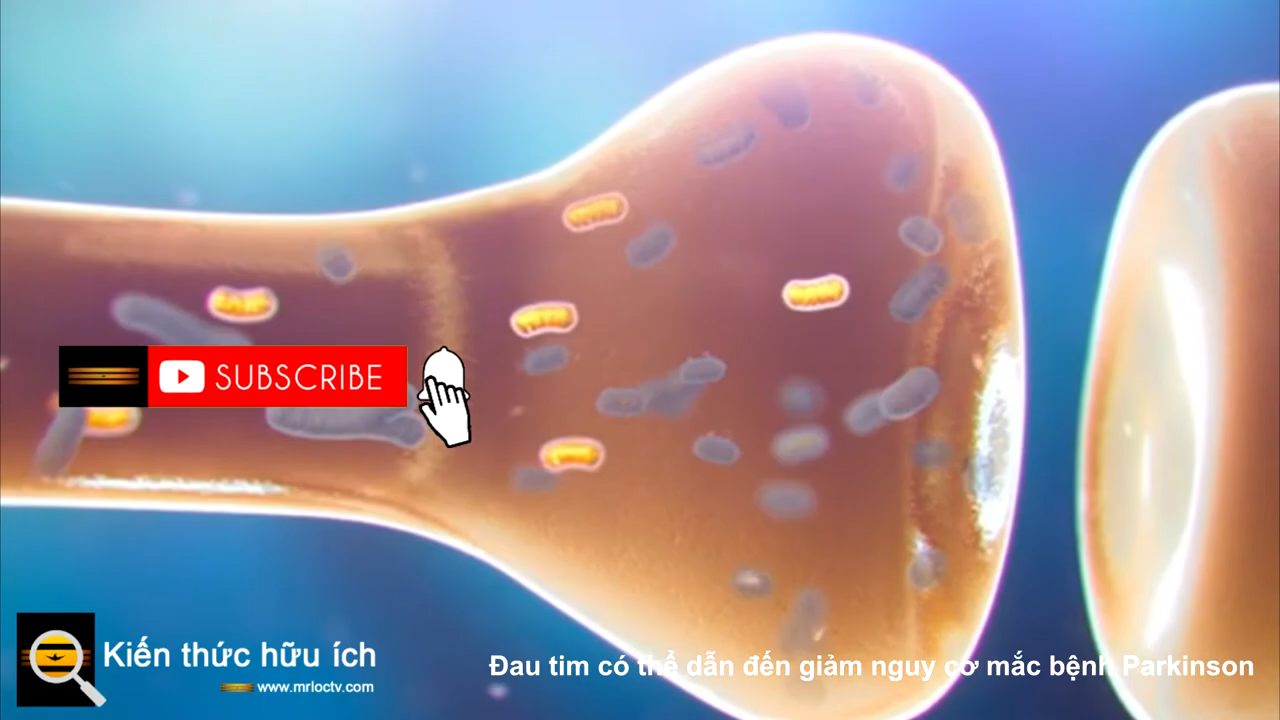 SUBSCRIBE
Kiến thức hữu ích
www.mrloctv.com
Đau tim có thể dẫn đến giảm nguy cơ mắc bệnh Parkinson